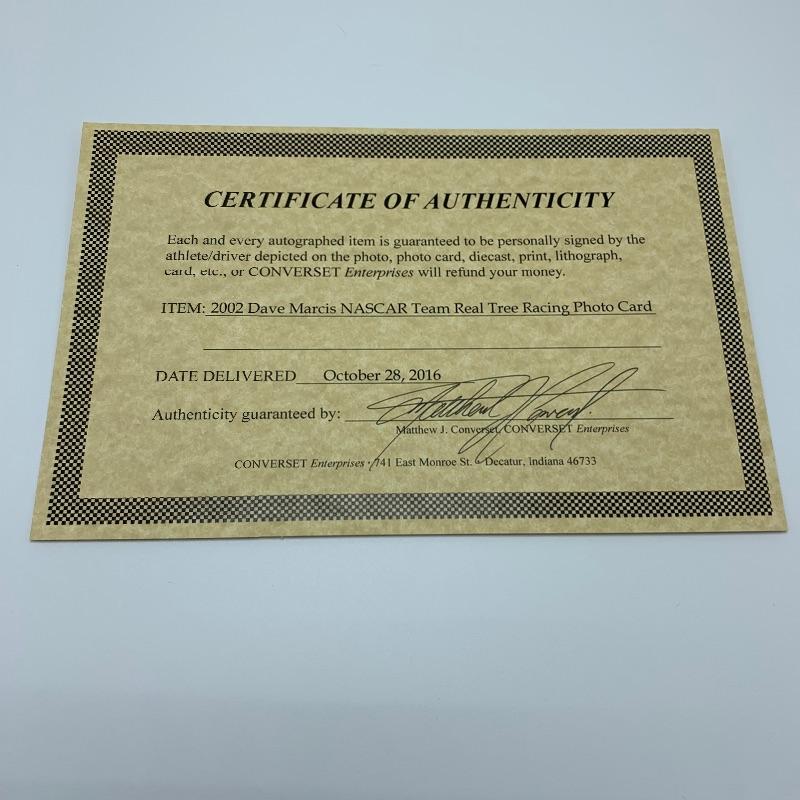 CERTIFICATE OF AUTHENTICITY
Each and every autographed item is guaranteed to be personally signed by the
athlete/driver depicted on the photo, photo card, diecast, print, lithograph,
card, etc., or CONVERSET Enterprises will refund your money.
ITEM: 2002 Dave Marcis NASCAR Team Real Tree Racing Photo Card
DATE DELIVERED October 28, 2016
Authenticity guaranteed by:
Matthew J. Converset, CONVERSET Enterprises
CONVERSET Enterprises • 741 East Monroe St. • Decatur, Indiana 46733